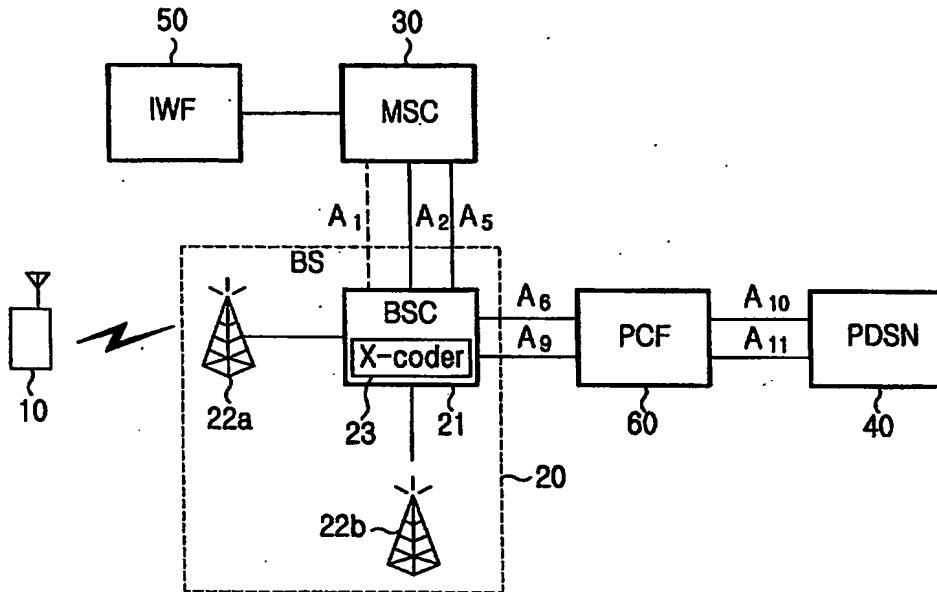 50
30
IWF
MSC
A1
A2
A5
BS
BSC
A6
A10
X-coder
PCF
PDSN
A9
A11
10
22a
23
21
60
40
20
22b